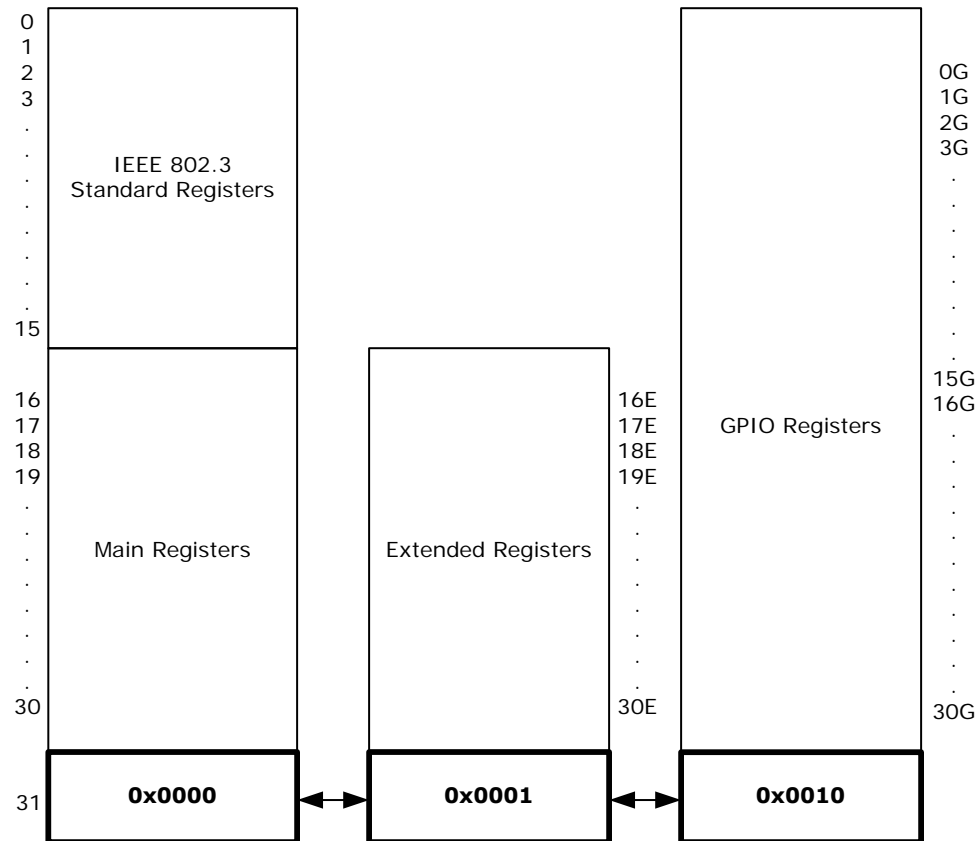 0
1
2
3
.
.
.
.
.
.
.
.
15
IEEE 802.3
Standard Registers
16
17
18
19
.
.
.
.
.
.
.
.
30
Main Registers
Extended Registers
16E
17E
18E
19E
.
.
.
.
.
.
.
.
30E
GPIO Registers
0G
1G
2G
3G
.
.
.
.
.
.
.
.
15G
16G
.
.
.
.
.
.
.
.
.
.
.
30G
31
0x0000
0x0001
0x0010